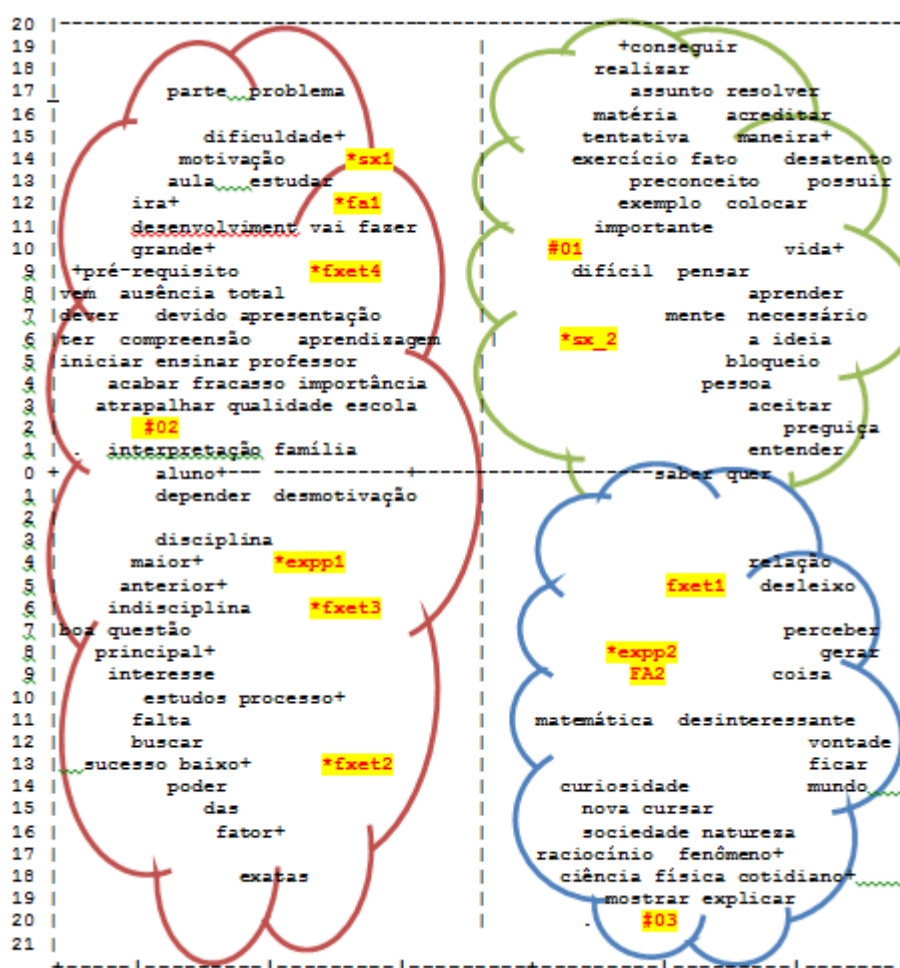 20 |
19 | | +conseguir
18 | | realizar
17 | parte problema | assunto resolver
16 | | matéria acreditar
15 | dificuldade+ | tentativa maneira+
14 | motivação *sx1 | exercício fato desatento
13 | aula estudar | preconceito possuir
12 | ira+ *fa1 | exemplo colocar
11 | desenvolviment vai fazer | importante
10 | grande+ | #01 vida+
9 | +pré-requisito *fxet4 | difícil pensar
8 |vem ausência total | aprender
7 |dever devido apresentação | mente necessário
6 |ter compreensão aprendizagem | *sx_2 a ideia
5 |iniciar ensinar professor | bloqueio
4 | acabar fracasso importância | pessoa
3 | atrapalhar qualidade escola | aceitar
2 | #02 | preguiça
1 | . interpretação família | entender
0 + aluno+--- -------------+------ saber quer
1 | depender desmotivação |
2 | |
3 | disciplina |
4 | maior+ *expp1 | relação
5 | anterior+ | fxet1 desleixo
6 | indisciplina *fxet3 |
7 |boa questão | perceber
8 | principal+ | *expp2 gerar
9 | interesse | FA2 coisa
10 | estudos processo+ |
11 | falta | matemática desinteressante
12 | buscar | vontade
13 | sucesso baixo+ *fxet2 | ficar
14 | poder | curiosidade mundo
15 | das | nova cursar
16 | fator+ | sociedade natureza
17 | | raciocínio fenômeno+
18 | exatas | ciência física cotidiano+
19 | | mostrar explicar
20 | | . #03
21 |